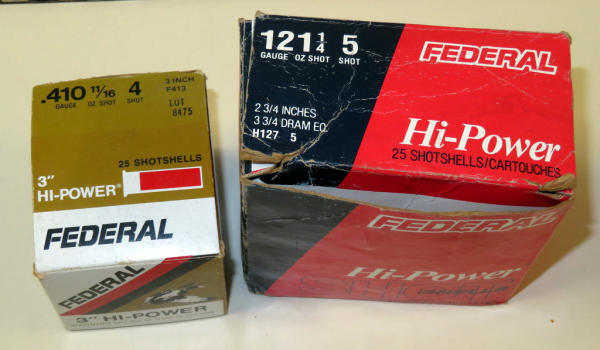 .410 11/16 4 3 INCH
GAUGE OZ. SHOT SHOT F413
LOT
8475
25 SHOTSHELLS
3"
HI-POWER®
FEDERAL
FEDERAL
3" HI-POWER
12 1 1/4 5
GAUGE OZ SHOT SHOT
FEDERAL
2 3/4 INCHES
3 3/4 DRAM EQ.
H127 5
Hi-Power
25 SHOTSHELLS/CARTOUCHES
FEDERAL
Hi-Power